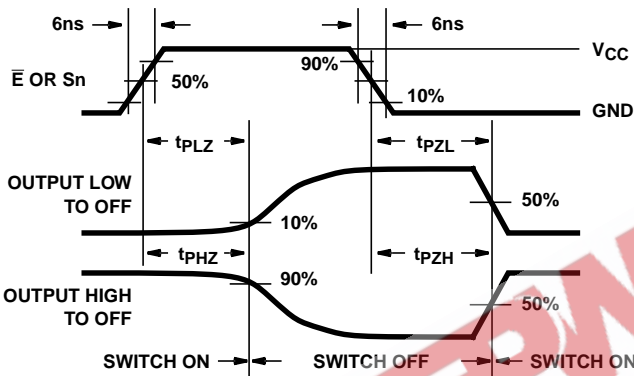 6ns
6ns
VCC
90%
Ē OR Sn
50%
10%
GND
tPLZ
tPZL
OUTPUT LOW
TO OFF
50%
10%
tPHZ
tPZH
90%
OUTPUT HIGH
TO OFF
50%
SWITCH ON
SWITCH OFF
SWITCH ON